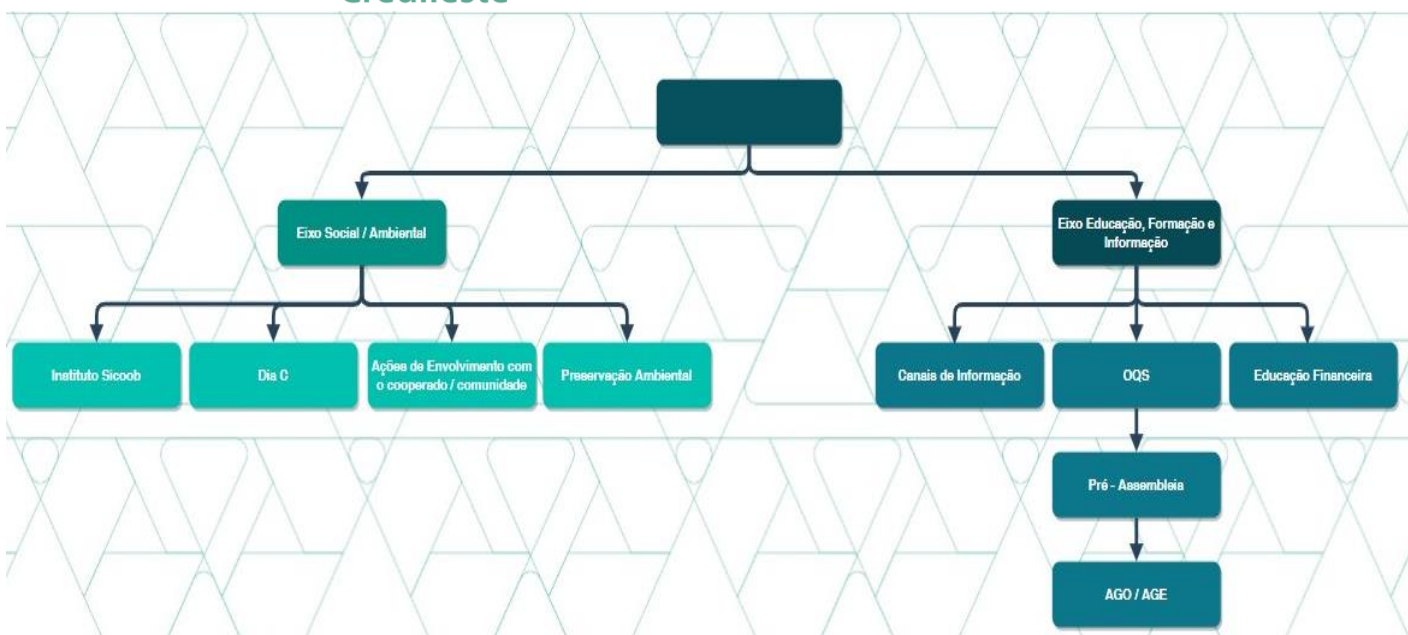 Eixo Social / Ambiental
Eixo Educação, Formação e
Informação
Instituto Sicoob
Dia C
Ações de Envolvimento com
o cooperado / comunidade
Preservação Ambiental
Canais de Informação
OQS
Educação Financeira
Pré - Assembleia
AGO / AGE